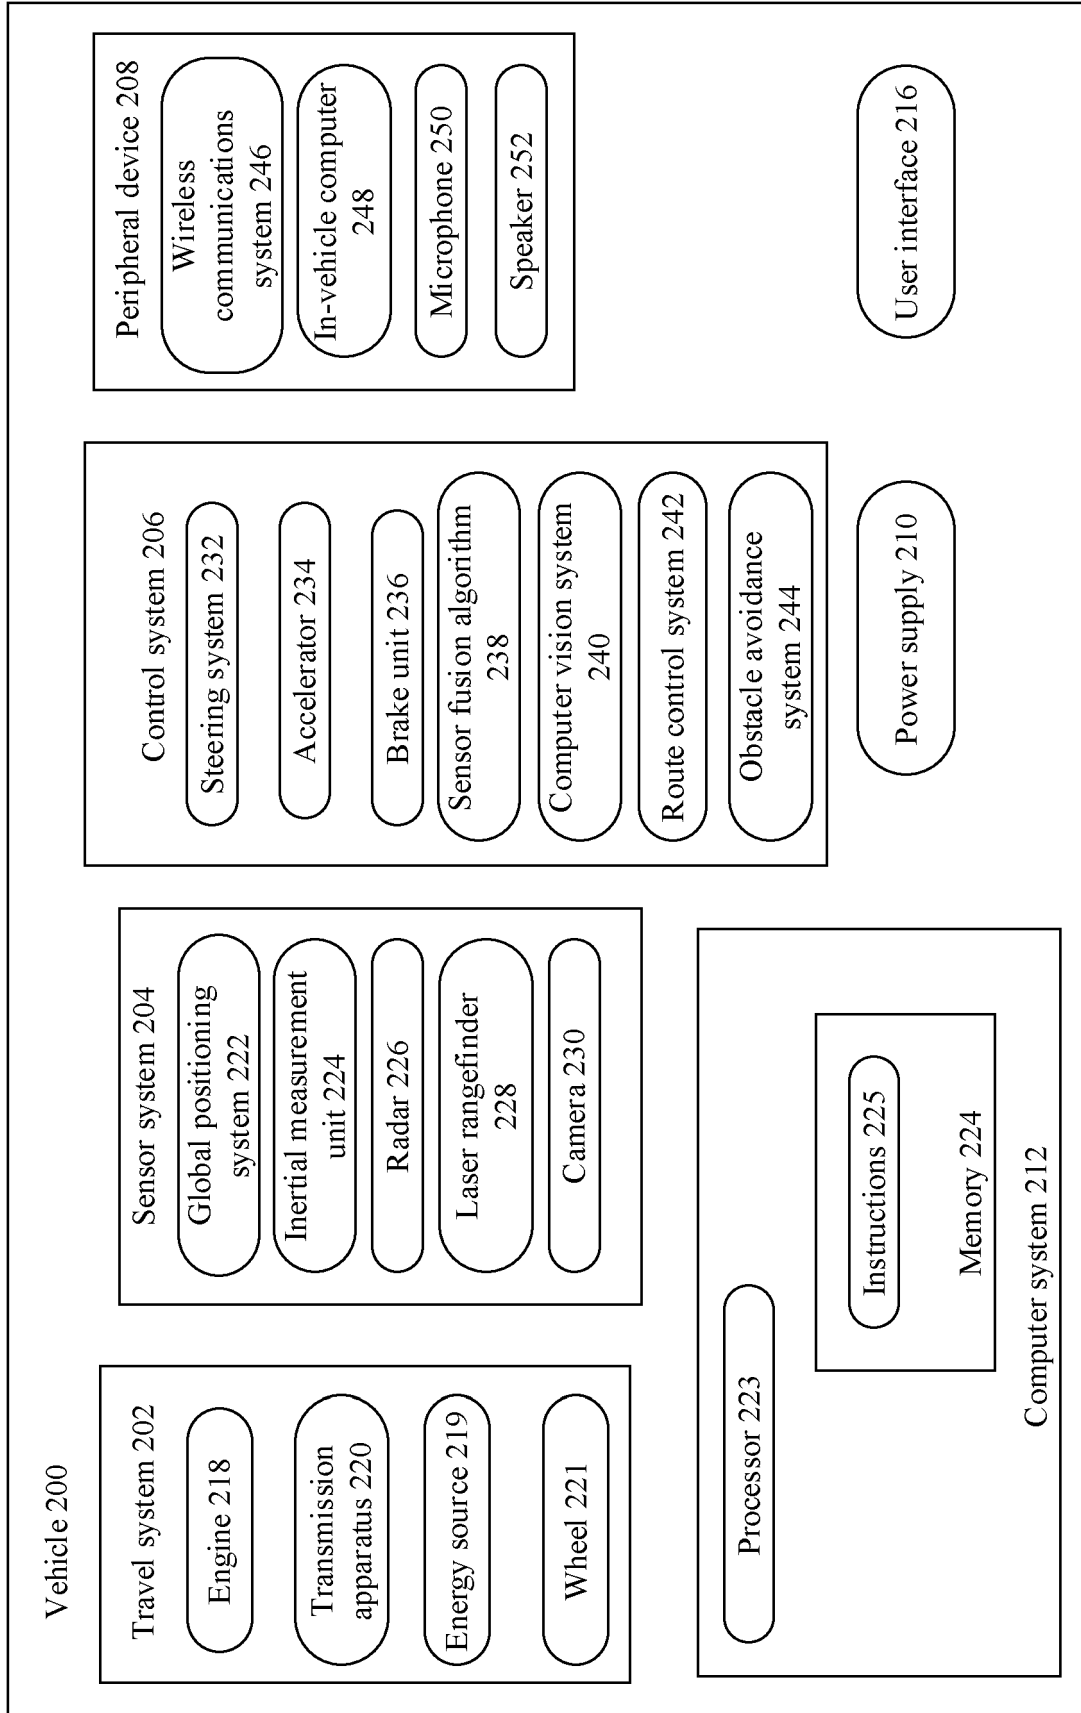 Vehicle 200
Travel system 202
Engine 218
Transmission
apparatus 220
Energy source 219
Wheel 221
Sensor system 204
Global positioning
system 222
Inertial measurement
unit 224
Radar 226
Laser rangefinder
228
Camera 230
Control system 206
Steering system 232
Accelerator 234
Brake unit 236
Sensor fusion algorithm
238
Computer vision system
240
Route control system 242
Obstacle avoidance
system 244
Peripheral device 208
Wireless
communications
system 246
In-vehicle computer
248
Microphone 250
Speaker 252
Processor 223
Instructions 225
Memory 224
Computer system 212
Power supply 210
User interface 216